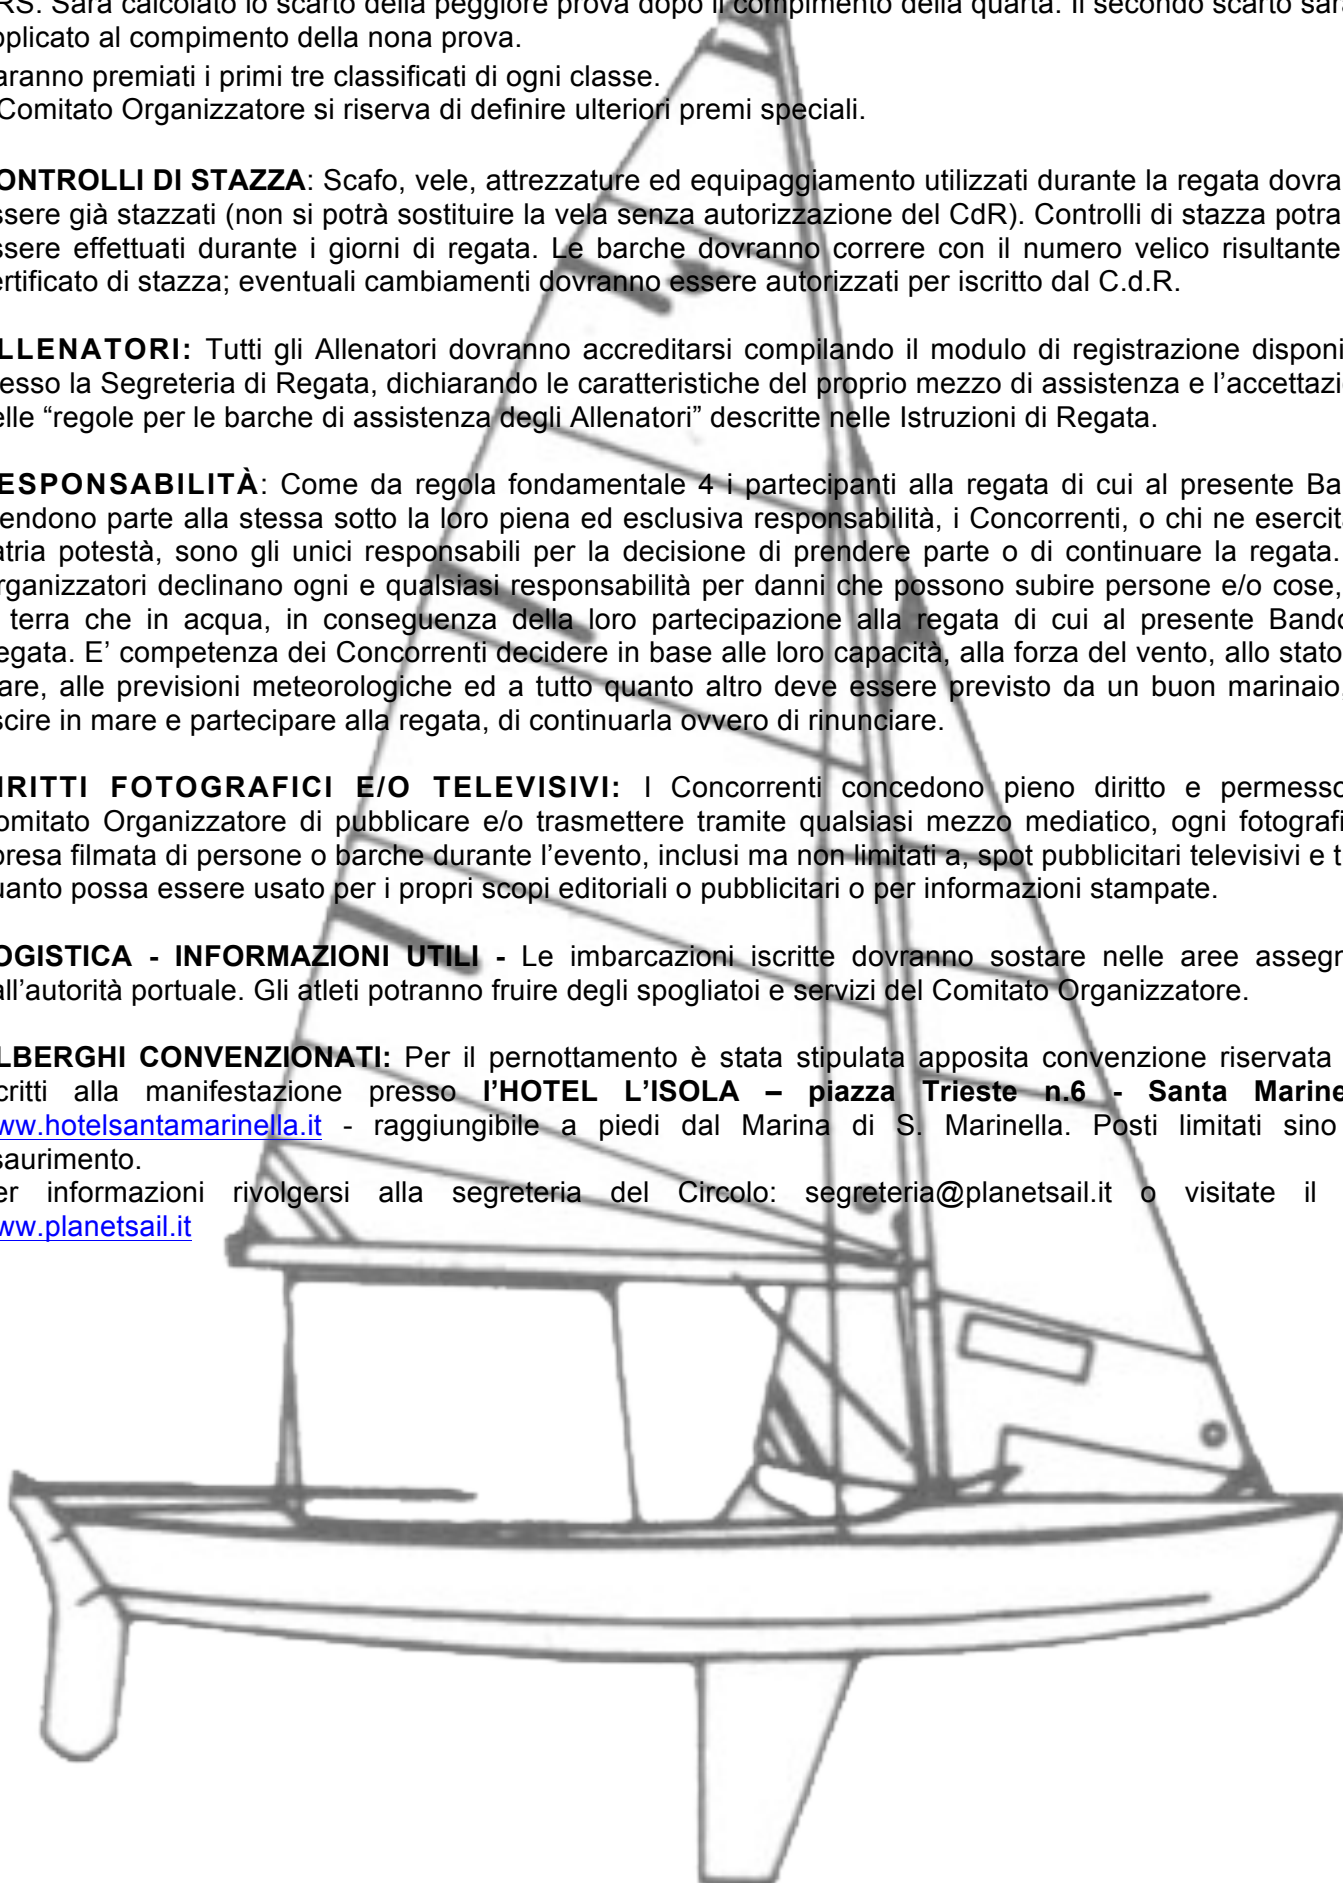 RS. Sarà calcolato lo scarto della peggiore prova dopo il compimento della quarta. Il secondo scarto sarà
pplicato al compimento della nona prova.
aranno premiati i primi tre classificati di ogni classe.
Comitato Organizzatore si riserva di definire ulteriori premi speciali.
ONTROLLI DI STAZZA: Scafo, vele, attrezzature ed equipaggiamento utilizzati durante la regata dovra
ssere già stazzati (non si potrà sostituire la vela senza autorizzazione del CdR). Controlli di stazza potra
ssere effettuati durante i giorni di regata. Le barche dovranno correre con il numero velico risultante
ertificato di stazza; eventuali cambiamenti dovranno essere autorizzati per iscritto dal C.d.R.
LLENATORI: Tutti gli Allenatori dovranno accreditarsi compilando il modulo di registrazione disponi
esso la Segreteria di Regata, dichiarando le caratteristiche del proprio mezzo di assistenza e l’accettazi
elle “regole per le barche di assistenza degli Allenatori” descritte nelle Istruzioni di Regata.
ESPONSABILITÀ: Come da regola fondamentale 4 i partecipanti alla regata di cui al presente Ba
endono parte alla stessa sotto la loro piena ed esclusiva responsabilità, i Concorrenti, o chi ne esercit
atria potestà, sono gli unici responsabili per la decisione di prendere parte o di continuare la regata.
rganizzatori declinano ogni e qualsiasi responsabilità per danni che possono subire persone e/o cose,
terra che in acqua, in conseguenza della loro partecipazione alla regata di cui al presente Bando
egata. E’ competenza dei Concorrenti decidere in base alle loro capacità, alla forza del vento, allo stato
are, alle previsioni meteorologiche ed a tutto quanto altro deve essere previsto da un buon marinaio.
scire in mare e partecipare alla regata, di continuarla ovvero di rinunciare.
IRITTI FOTOGRAFICI E/O TELEVISIVI: I Concorrenti concedono pieno diritto e permesso
omitato Organizzatore di pubblicare e/o trasmettere tramite qualsiasi mezzo mediatico, ogni fotografi
presa filmata di persone o barche durante l’evento, inclusi ma non limitati a, spot pubblicitari televisivi e t
uanto possa essere usato per i propri scopi editoriali o pubblicitari o per informazioni stampate.
OGISTICA - INFORMAZIONI UTILI - Le imbarcazioni iscritte dovranno sostare nelle aree assegn
all’autorità portuale. Gli atleti potranno fruire degli spogliatoi e servizi del Comitato Organizzatore.
LBERGHI CONVENZIONATI: Per il pernottamento è stata stipulata apposita convenzione riservata
critti alla manifestazione presso l’HOTEL L’ISOLA – piazza Trieste n.6 - Santa Marine
ww.hotelsantamarinella.it - raggiungibile a piedi dal Marina di S. Marinella. Posti limitati sino
saurimento.
er informazioni rivolgersi alla segreteria del Circolo: segreteria@planetsail.it o visitate il
ww.planetsail.it